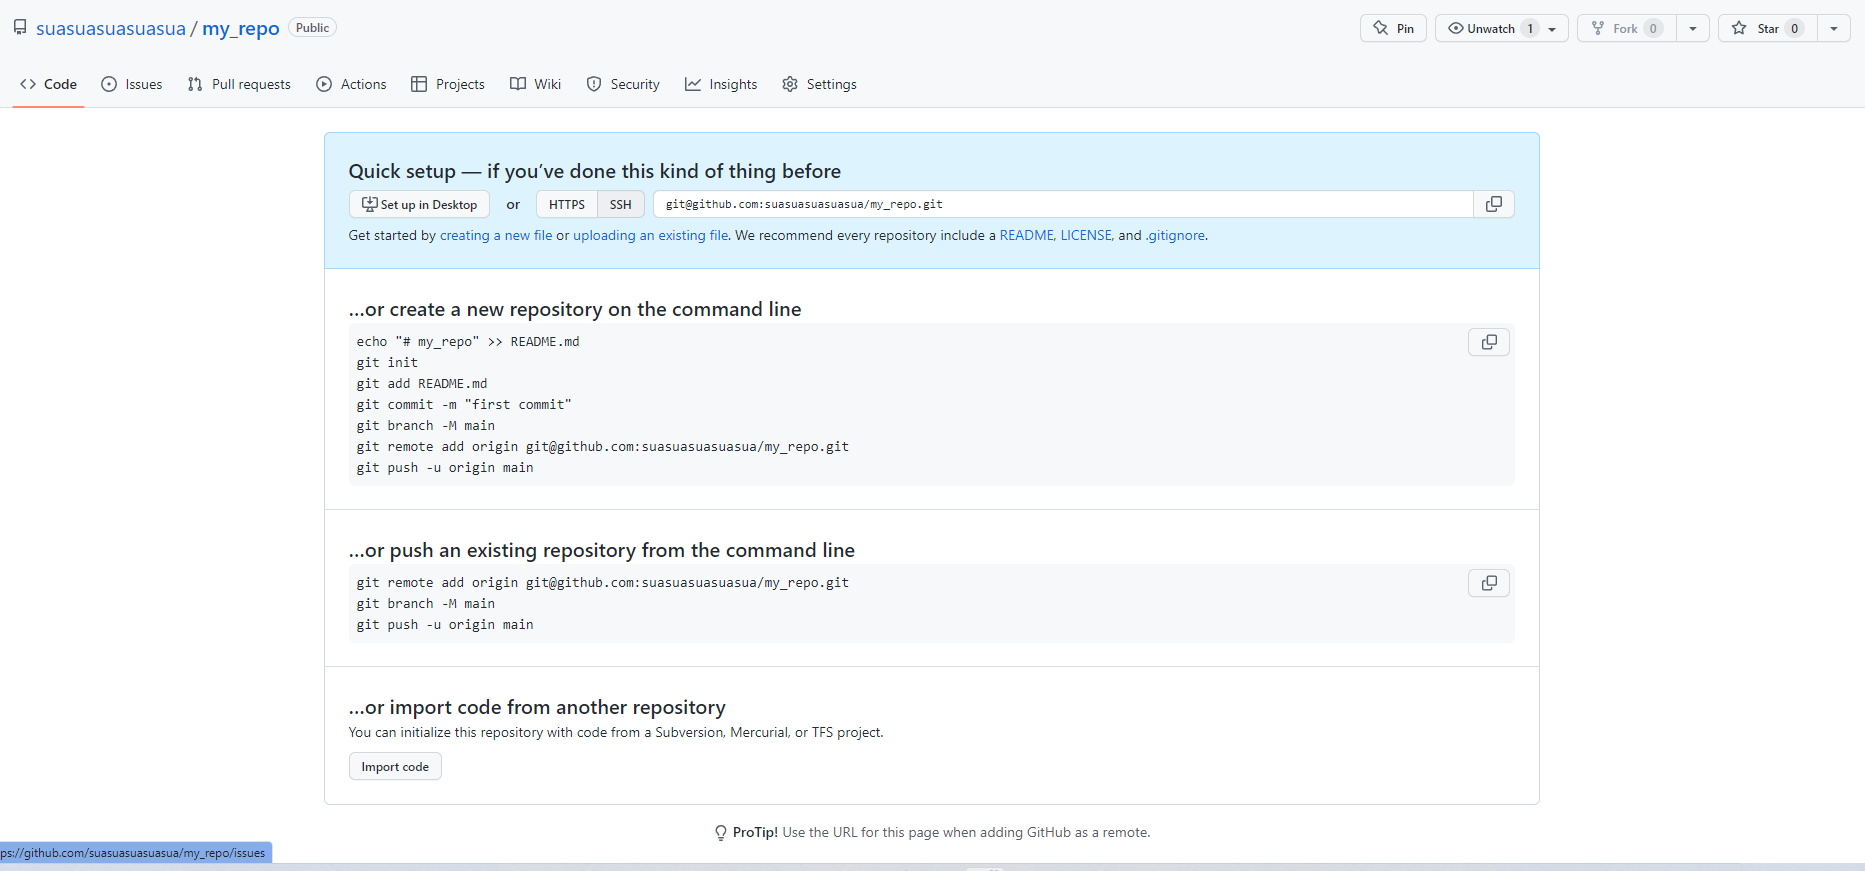 suasuasuasuasua / my_repo Public
Pin Unwatch 1 Fork 0 Star 0
Code Issues Pull requests Actions Projects Wiki Security Insights Settings
Quick setup — if you’ve done this kind of thing before
Set up in Desktop or HTTPS SSH git@github.com:suasuasuasuasua/my_repo.git
Get started by creating a new file or uploading an existing file. We recommend every repository include a README, LICENSE, and .gitignore.
…or create a new repository on the command line
echo "# my_repo" >> README.md
git init
git add README.md
git commit -m "first commit"
git branch -M main
git remote add origin git@github.com:suasuasuasuasua/my_repo.git
git push -u origin main
…or push an existing repository from the command line
git remote add origin git@github.com:suasuasuasuasua/my_repo.git
git branch -M main
git push -u origin main
…or import code from another repository
You can initialize this repository with code from a Subversion, Mercurial, or TFS project.
Import code
ProTip! Use the URL for this page when adding GitHub as a remote.
ps://github.com/suasuasuasuasua/my_repo/issues